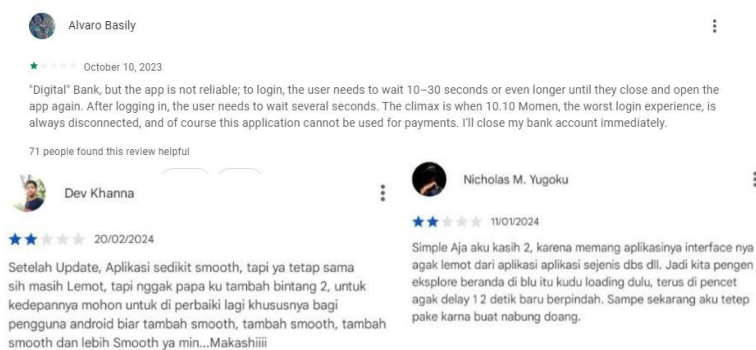 Alvaro Basily
October 10, 2023
"Digital" Bank, but the app is not reliable; to login, the user needs to wait 10–30 seconds or even longer until they close and open the
app again. After logging in, the user needs to wait several seconds. The climax is when 10.10 Momen, the worst login experience, is
always disconnected, and of course this application cannot be used for payments. I'll close my bank account immediately.
71 people found this review helpful
Dev Khanna
20/02/2024
Setelah Update, Aplikasi sedikit smooth, tapi ya tetap sama
sih masih Lemot, tapi nggak papa ku tambah bintang 2, untuk
kedepannya mohon untuk di perbaiki lagi khususnya bagi
pengguna android biar tambah smooth, tambah smooth, tambah
smooth dan lebih Smooth ya min...Makashiiii
Nicholas M. Yugoku
11/01/2024
Simple Aja aku kasih 2, karena memang aplikasinya interface nya
agak lemot dari aplikasi aplikasi sejenis dbs dll. Jadi kita pengen
eksplore beranda di blu itu kudu loading dulu, terus di pencet
agak delay 1 2 detik baru berpindah. Sampe sekarang aku tetep
pake karna buat nabung doang.